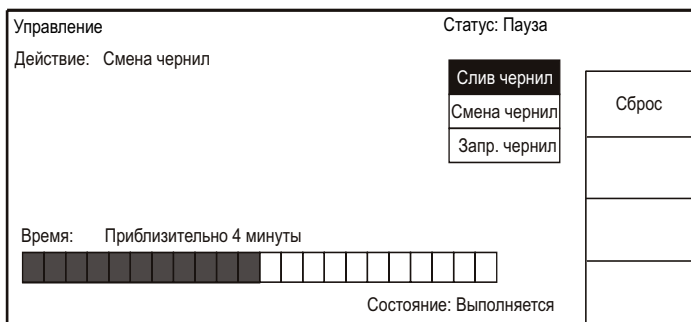 Управление
Статус: Пауза
Действие: Смена чернил
Слив чернил
Смена чернил
Запр. чернил
Сброс
Время: Приблизительно 4 минуты
Состояние: Выполняется